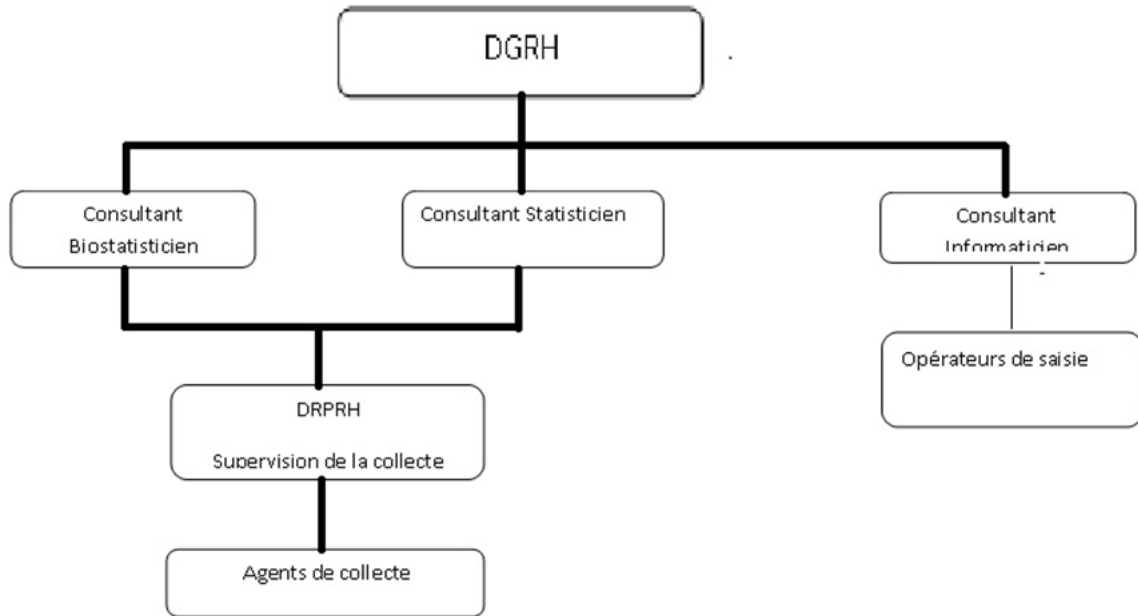 DGRH
Consultant
Biostatisticien
Consultant Statisticien
Consultant
Informaticien
Opérateurs de saisie
DRPRH
Supervision de la collecte
Agents de collecte